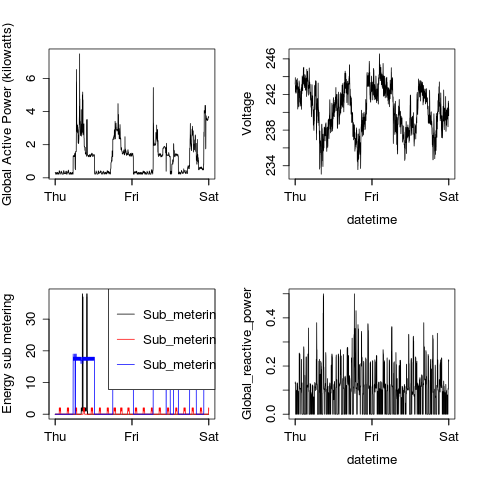 Global Active Power (kilowatts)
0 2 4 6
Thu Fri Sat
Voltage
234 238 242 246
Thu Fri Sat
datetime
Energy sub metering
0 10 20 30
Sub_meterin
Sub_meterin
Sub_meterin
Thu Fri Sat
Global_reactive_power
0.0 0.2 0.4
Thu Fri Sat
datetime